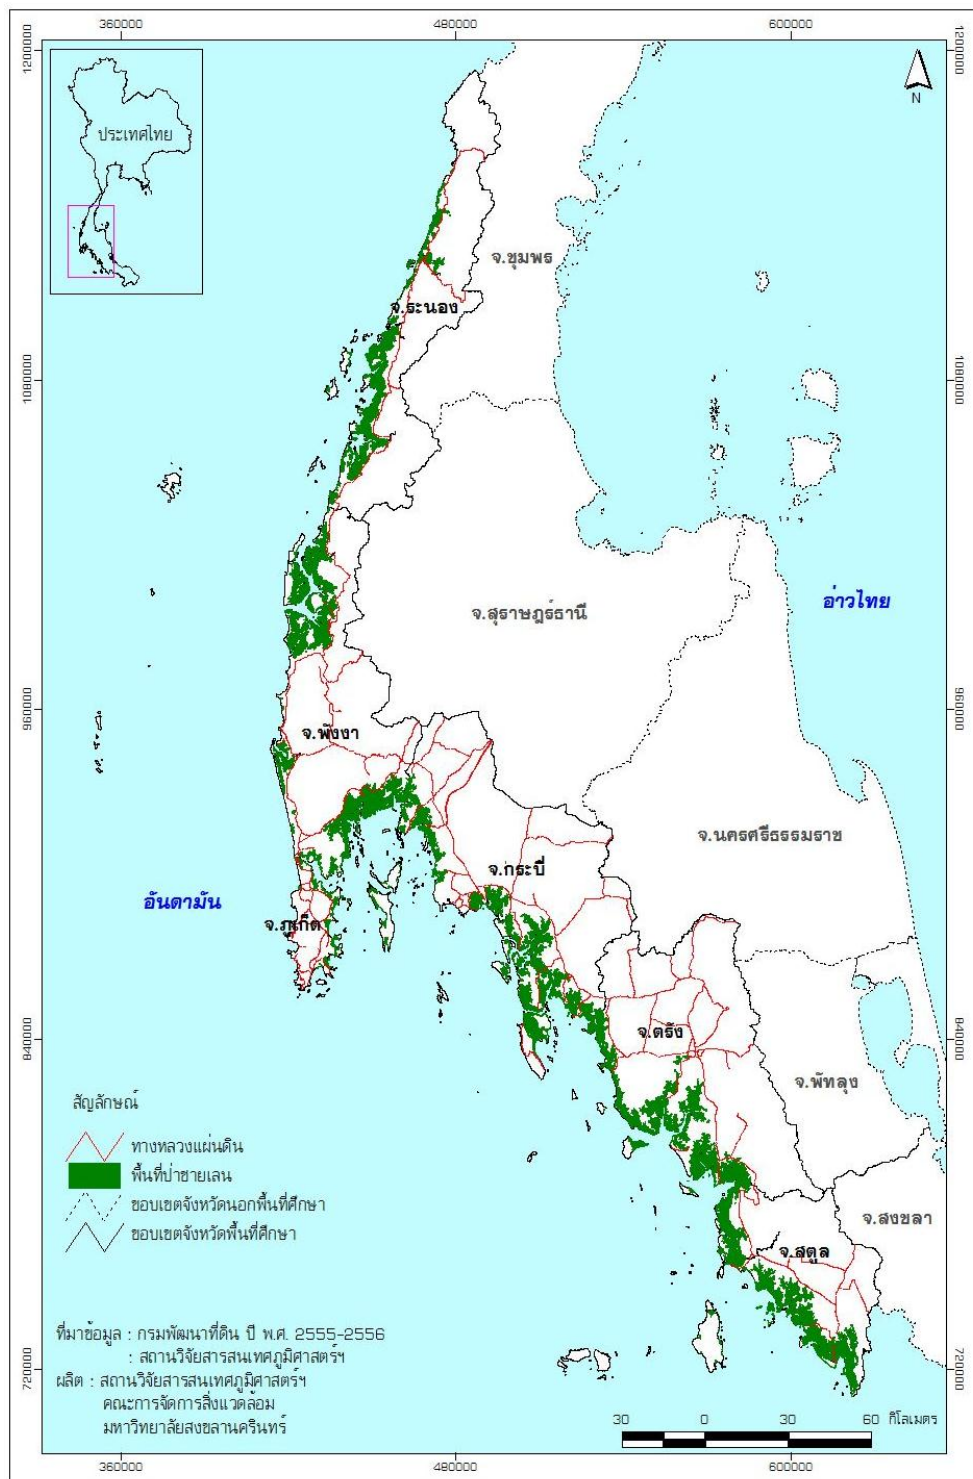 360000 480000 600000
1200000 1200000
N
ประเทศไทย
จ.ชุมพร
จ.ระนอง
1080000 1080000
อ่าวไทย
จ.สุราษฎร์ธานี
960000 960000
จ.พังงา
จ.นครศรีธรรมราช
จ.กระบี่
อันดามัน
จ.ภูเก็ต
840000 840000
จ.ตรัง
จ.พัทลุง
สัญลักษณ์
ทางหลวงแผ่นดิน
พื้นที่ป่าชายเลน
ขอบเขตจังหวัดนอกพื้นที่ศึกษา
ขอบเขตจังหวัดพื้นที่ศึกษา
จ.สงขลา
จ.สตูล
ที่มาข้อมูล : กรมพัฒนาที่ดิน ปี พ.ศ. 2555-2556
: สถานวิจัยสารสนเทศภูมิศาสตร์ฯ
720000 720000
ผลิต : สถานวิจัยสารสนเทศภูมิศาสตร์ฯ
คณะการจัดการสิ่งแวดล้อม
มหาวิทยาลัยสงขลานครินทร์
30 0 30 60 กิโลเมตร
360000 480000 600000